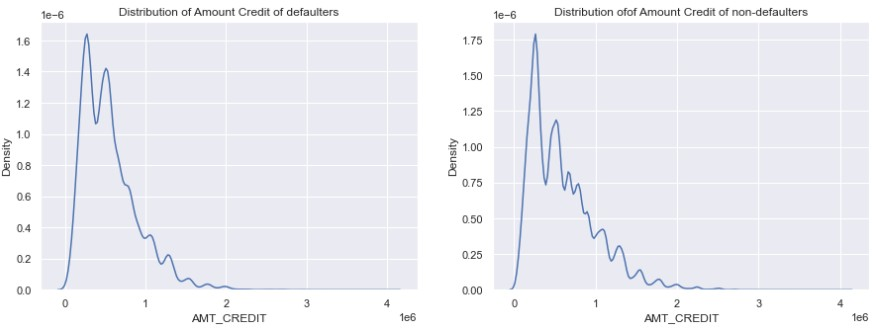 Distribution of Amount Credit of defaulters
1e−6
1.6
1.4
1.2
1.0
0.8
0.6
0.4
0.2
0.0
Density
0
1
2
3
4
AMT_CREDIT
1e6
Distribution ofof Amount Credit of non-defaulters
1e−6
1.75
1.50
1.25
1.00
0.75
0.50
0.25
0.00
Density
0
1
2
3
4
AMT_CREDIT
1e6